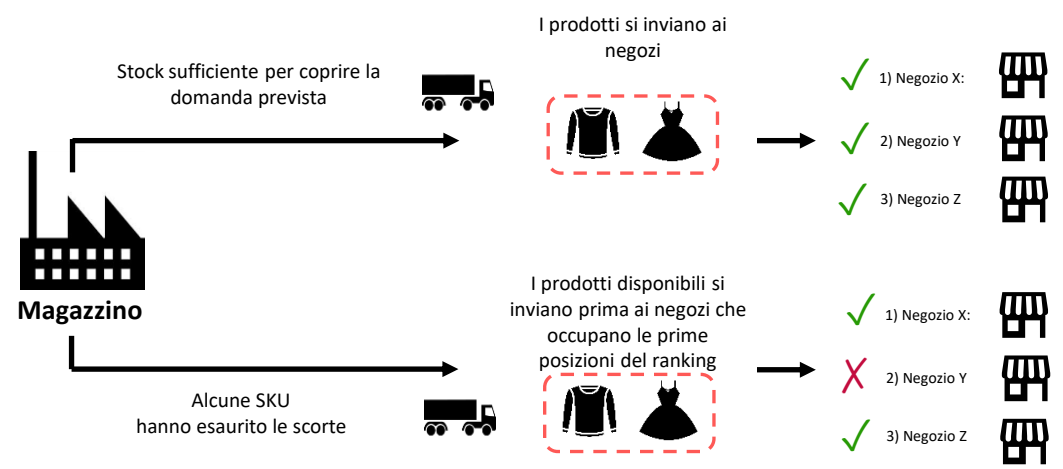 I prodotti si inviano ai
negozi
Stock sufficiente per coprire la
domanda prevista
1) Negozio X:
2) Negozio Y
3) Negozio Z
Magazzino
I prodotti disponibili si
inviano prima ai negozi che
occupano le prime
posizioni del ranking
Alcune SKU
hanno esaurito le scorte
1) Negozio X:
2) Negozio Y
3) Negozio Z